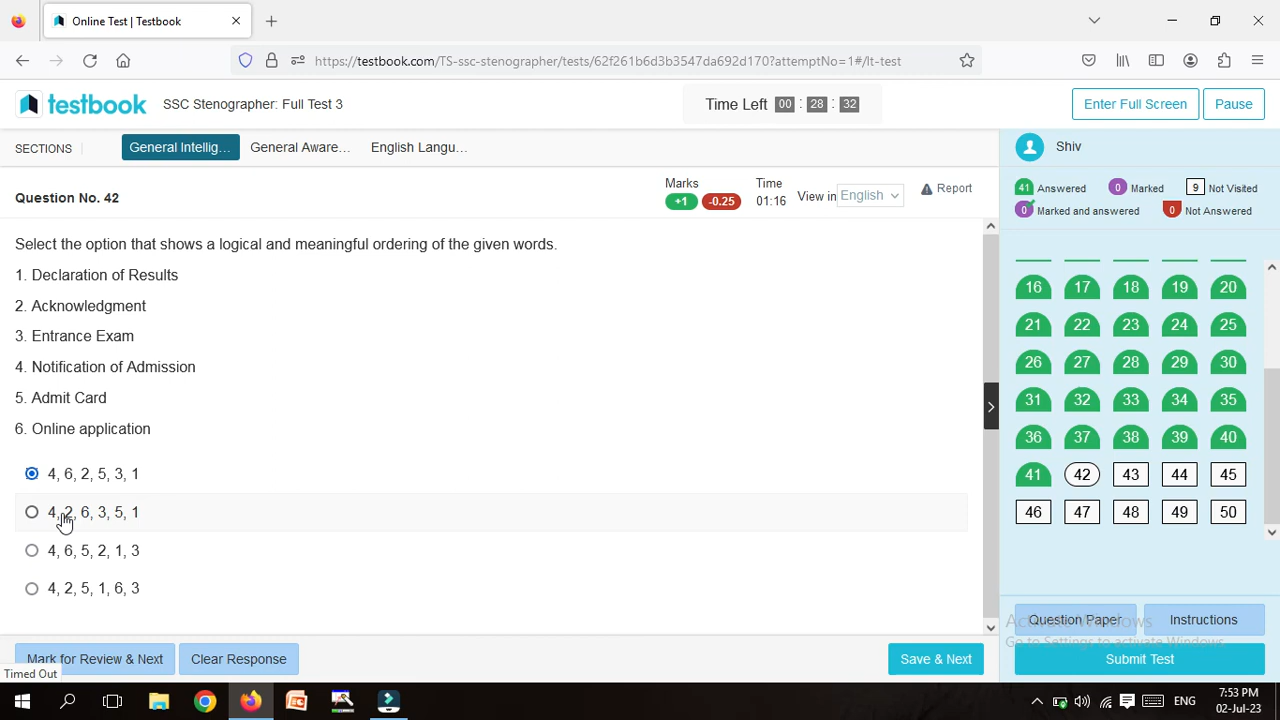 Online Test | Testbook
https://testbook.com/TS-ssc-stenographer/tests/62f261b6d3b3547da692d170?attemptNo=1#/lt-test
testbook
SSC Stenographer: Full Test 3
Time Left 00 : 28 : 32
Enter Full Screen
Pause
SECTIONS
General Intellig...
General Aware...
English Langu...
Shiv
Question No. 42
Marks
+1 -0.25
Time
01:16
View in English
Report
41 Answered
0 Marked
9 Not Visited
0 Marked and answered
0 Not Answered
Select the option that shows a logical and meaningful ordering of the given words.
1. Declaration of Results
2. Acknowledgment
3. Entrance Exam
4. Notification of Admission
5. Admit Card
6. Online application
4, 6, 2, 5, 3, 1
4, 2, 6, 3, 5, 1
4, 6, 5, 2, 1, 3
4, 2, 5, 1, 6, 3
16 17 18 19 20
21 22 23 24 25
26 27 28 29 30
31 32 33 34 35
36 37 38 39 40
41 42 43 44 45
46 47 48 49 50
Question Paper
Instructions
Activate Windows
Go to Settings to activate Windows.
Mark for Review & Next
Clear Response
Save & Next
Submit Test
Timed Out
ENG
7:53 PM
02-Jul-23